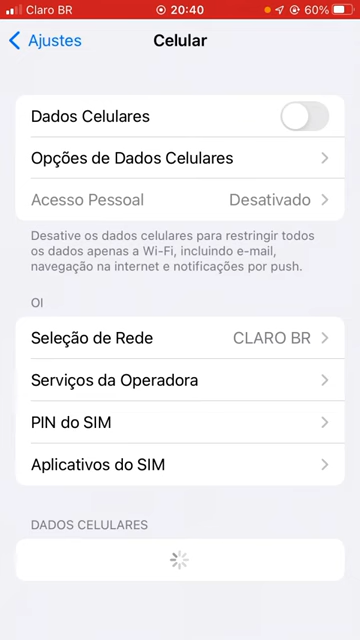 Claro BR 20:40 60%
Ajustes Celular
Dados Celulares
Opções de Dados Celulares
Acesso Pessoal Desativado
Desative os dados celulares para restringir todos
os dados apenas a Wi-Fi, incluindo e-mail,
navegação na internet e notificações por push.
OI
Seleção de Rede CLARO BR
Serviços da Operadora
PIN do SIM
Aplicativos do SIM
DADOS CELULARES